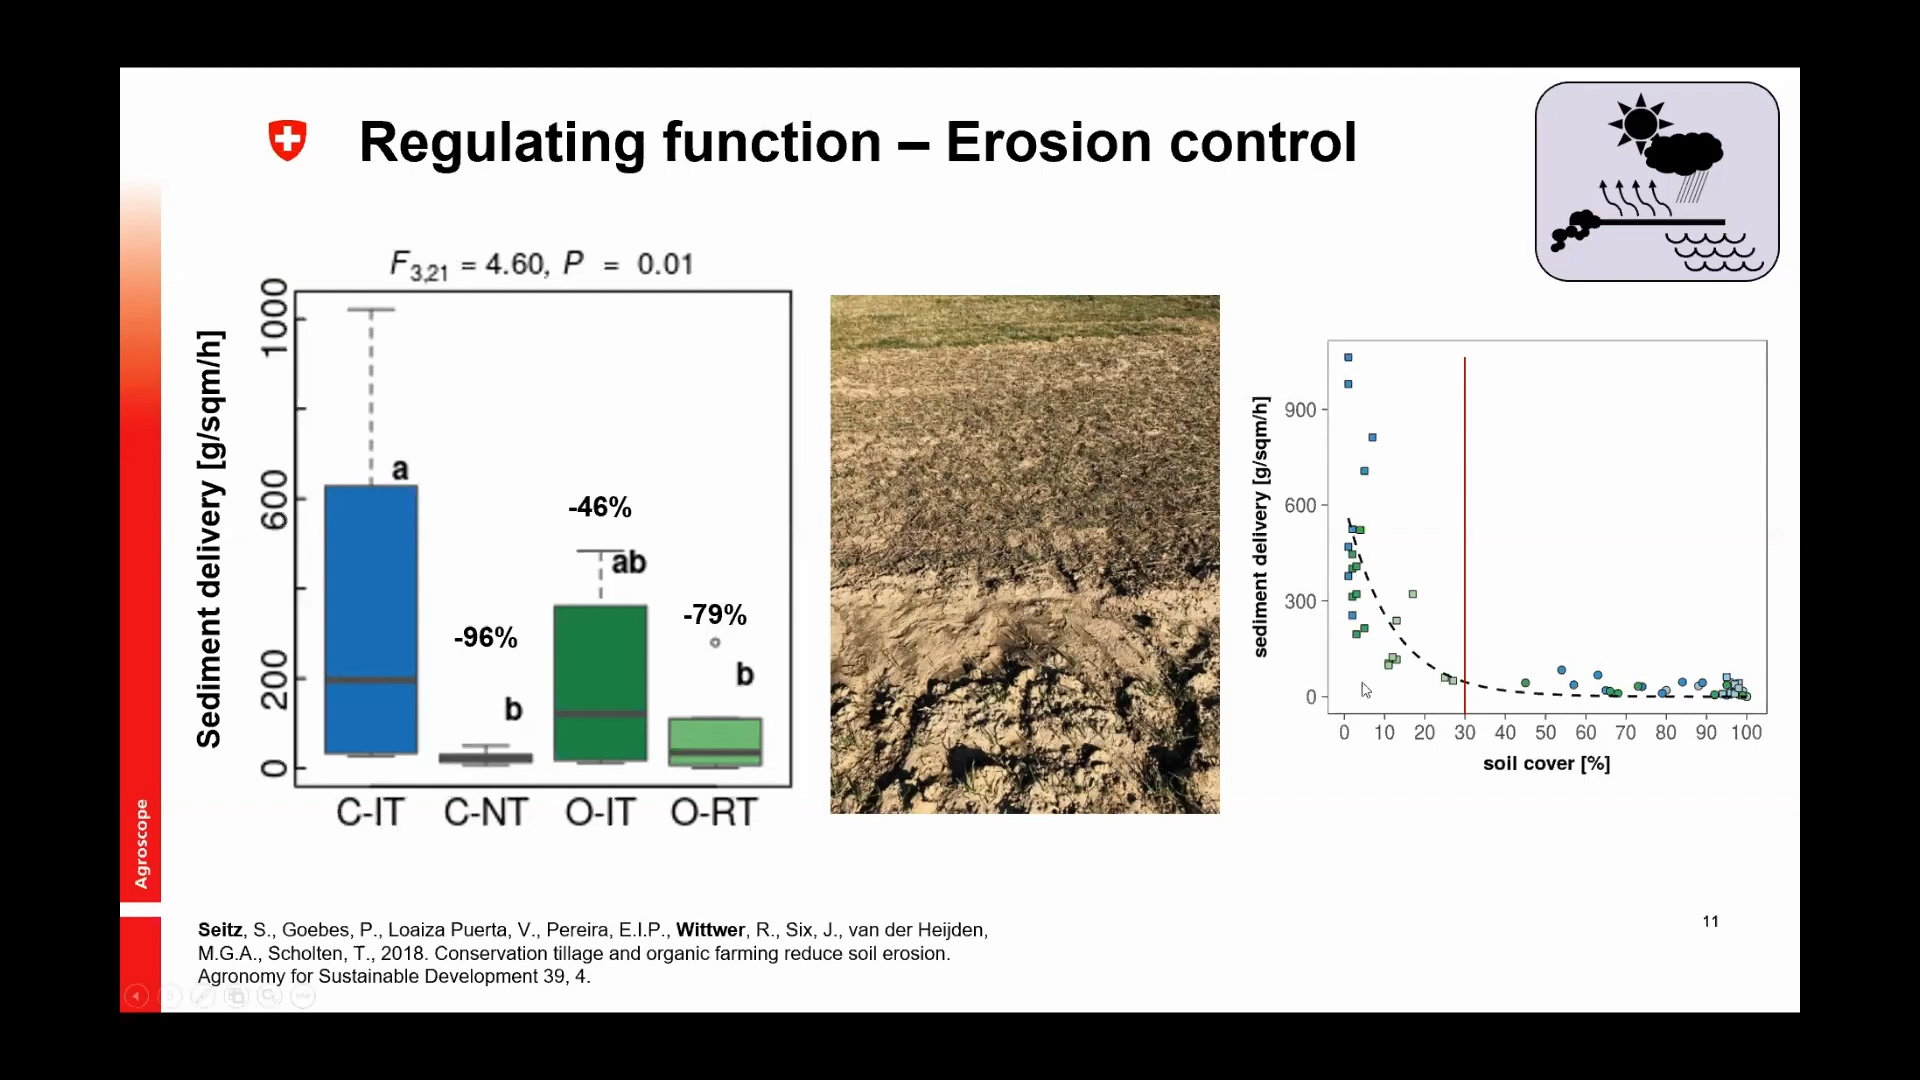 Regulating function – Erosion control
F3,21 = 4.60, P = 0.01
Sediment delivery [g/sqm/h]
1000
600
200
0
a
-96%
b
-46%
ab
-79%
b
C-IT C-NT O-IT O-RT
sediment delivery [g/sqm/h]
900
600
300
0
0 10 20 30 40 50 60 70 80 90 100
soil cover [%]
Agroscope
Seitz, S., Goebes, P., Loaiza Puerta, V., Pereira, E.I.P., Wittwer, R., Six, J., van der Heijden,
M.G.A., Scholten, T., 2018. Conservation tillage and organic farming reduce soil erosion.
Agronomy for Sustainable Development 39, 4.
11